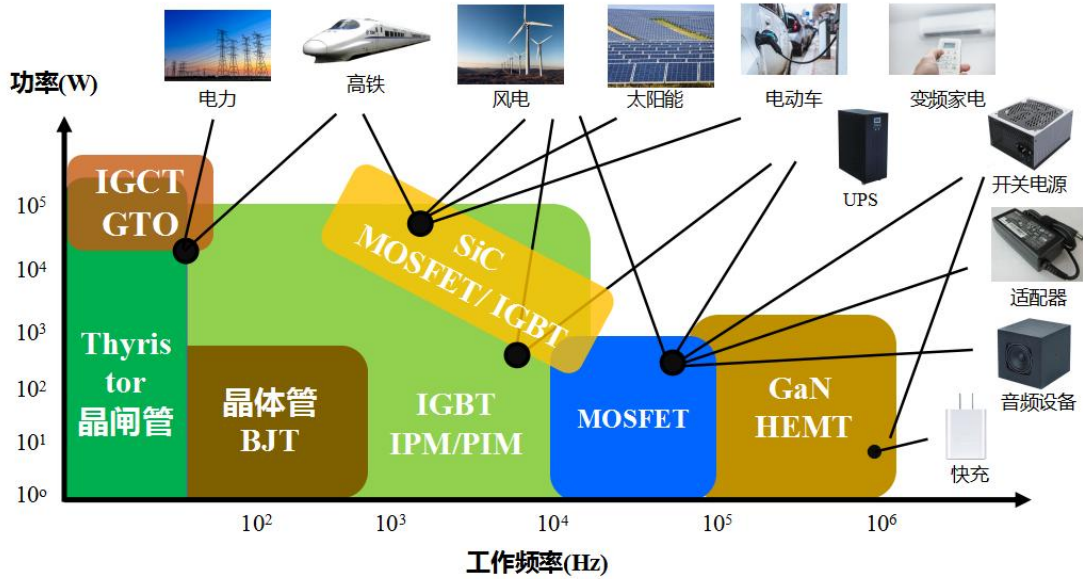 功率(W)
电力
高铁
风电
太阳能
电动车
变频家电
UPS
开关电源
适配器
音频设备
快充
10⁵
10⁴
10³
10²
10¹
10⁰
IGCT
GTO
Thyris
tor
晶闸管
晶体管
BJT
SiC
MOSFET/ IGBT
IGBT
IPM/PIM
MOSFET
GaN
HEMT
10²
10³
10⁴
10⁵
10⁶
工作频率(Hz)